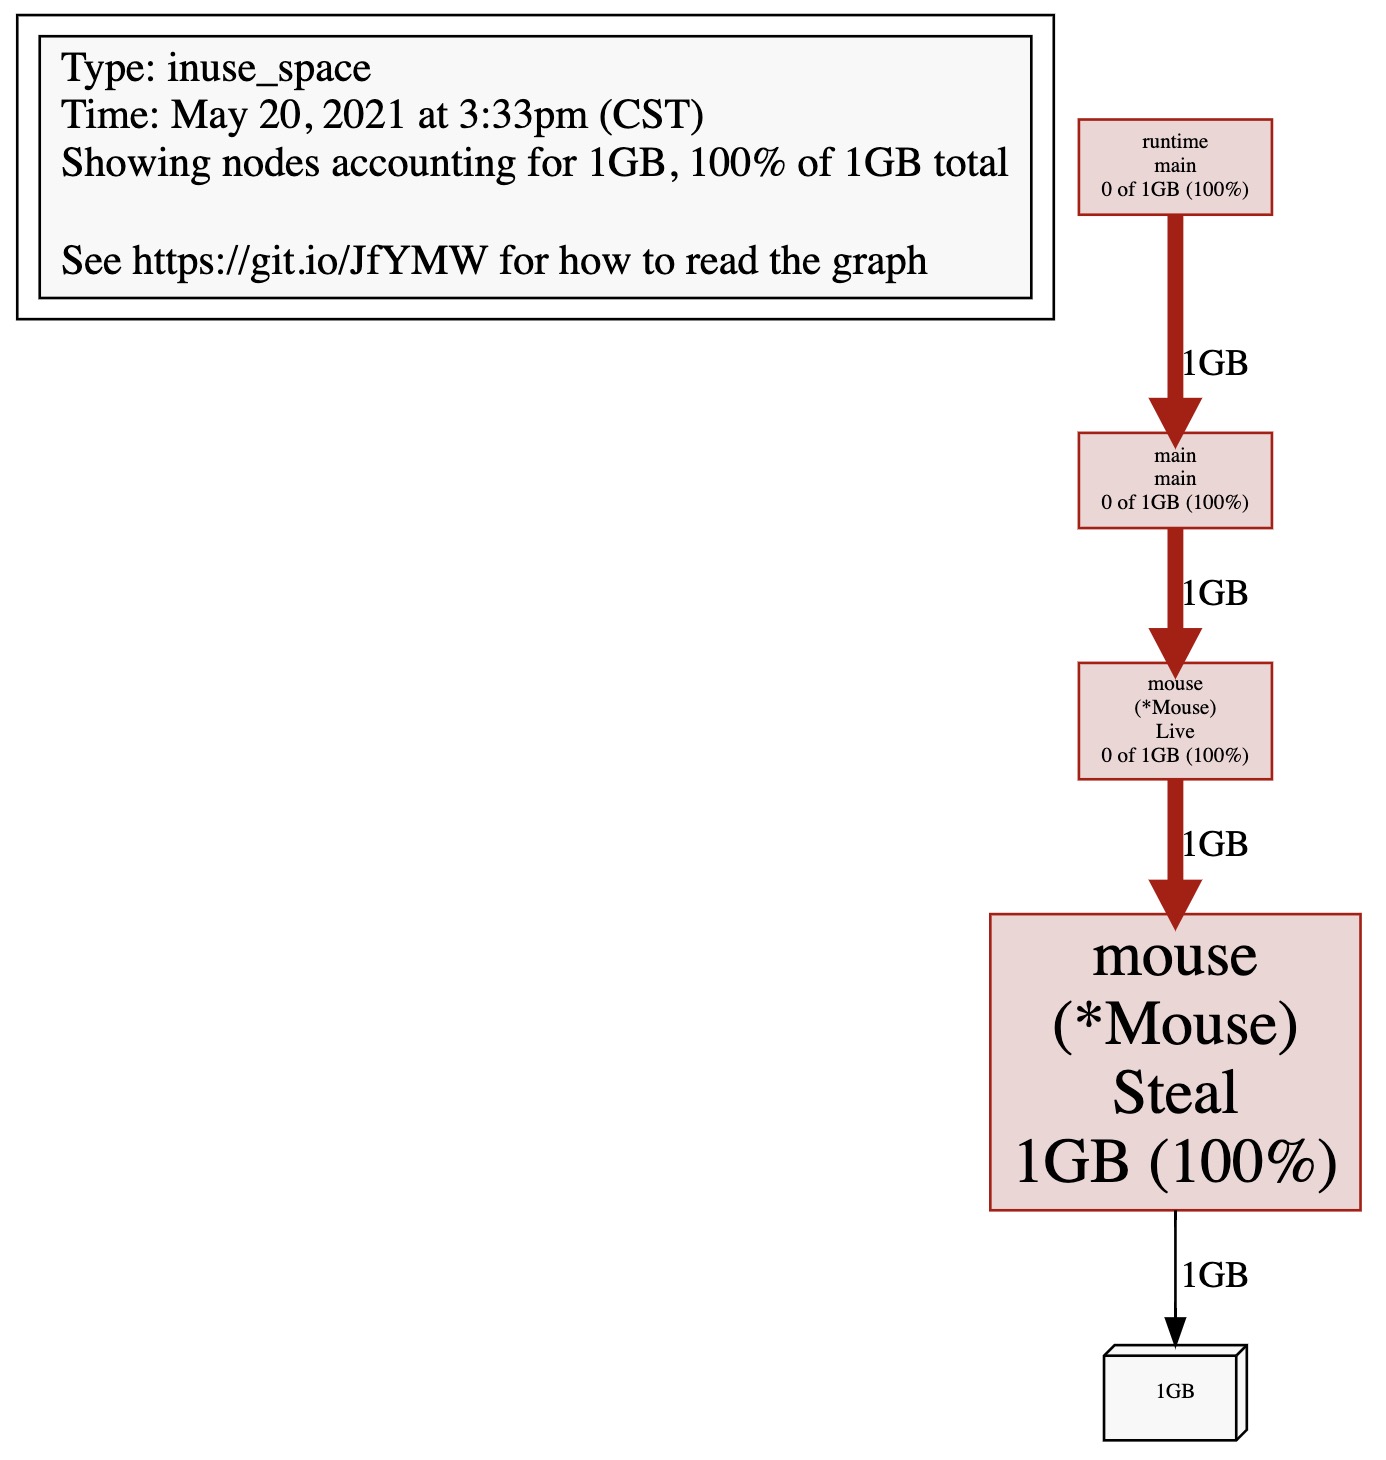 Type: inuse_space
Time: May 20, 2021 at 3:33pm (CST)
Showing nodes accounting for 1GB, 100% of 1GB total
See https://git.io/JfYMW for how to read the graph
runtime
main
0 of 1GB (100%)
1GB
main
main
0 of 1GB (100%)
1GB
mouse
(*Mouse)
Live
0 of 1GB (100%)
1GB
mouse
(*Mouse)
Steal
1GB (100%)
1GB
1GB